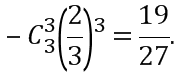 − C₃³(2/3)³ = 19/27.